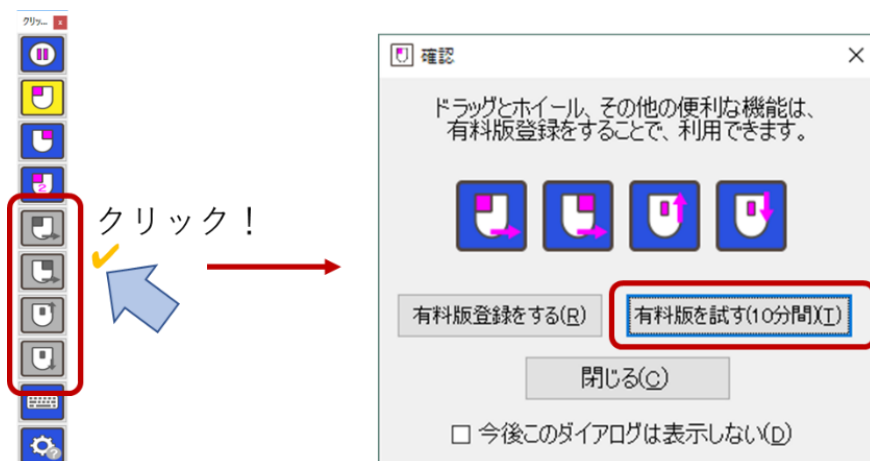 クリッ...
確認
ドラッグとホイール、その他の便利な機能は、
有料版登録をすることで、利用できます。
2
クリック！
有料版登録をする(R)
有料版を試す(10分間)(T)
閉じる(C)
今後このダイアログは表示しない(D)
?